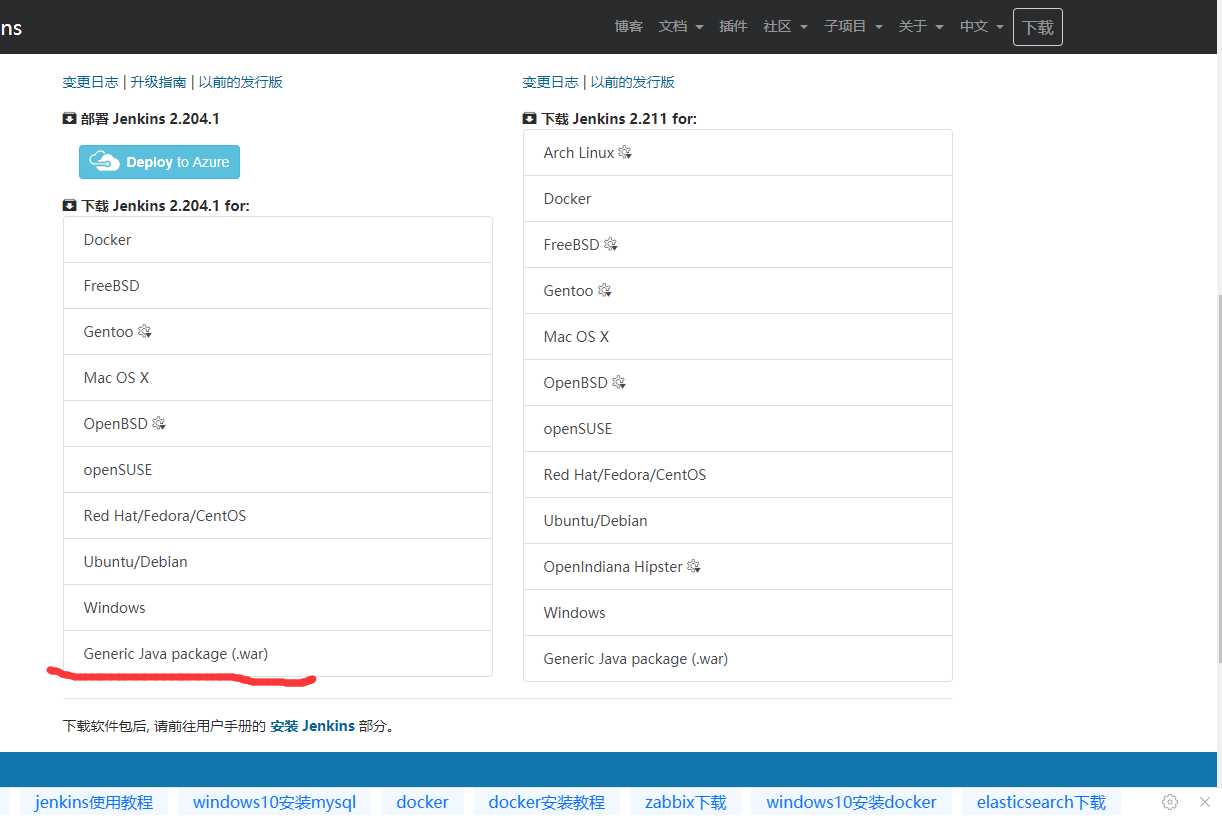 ns
博客 文档 插件 社区 子项目 关于 中文 下载
变更日志 | 升级指南 | 以前的发行版
部署 Jenkins 2.204.1
Deploy to Azure
下载 Jenkins 2.204.1 for:
Docker
FreeBSD
Gentoo
Mac OS X
OpenBSD
openSUSE
Red Hat/Fedora/CentOS
Ubuntu/Debian
Windows
Generic Java package (.war)
变更日志 | 以前的发行版
下载 Jenkins 2.211 for:
Arch Linux
Docker
FreeBSD
Gentoo
Mac OS X
OpenBSD
openSUSE
Red Hat/Fedora/CentOS
Ubuntu/Debian
OpenIndiana Hipster
Windows
Generic Java package (.war)
下载软件包后, 请前往用户手册的 安装 Jenkins 部分。
jenkins使用教程 windows10安装mysql docker docker安装教程 zabbix下载 windows10安装docker elasticsearch下载